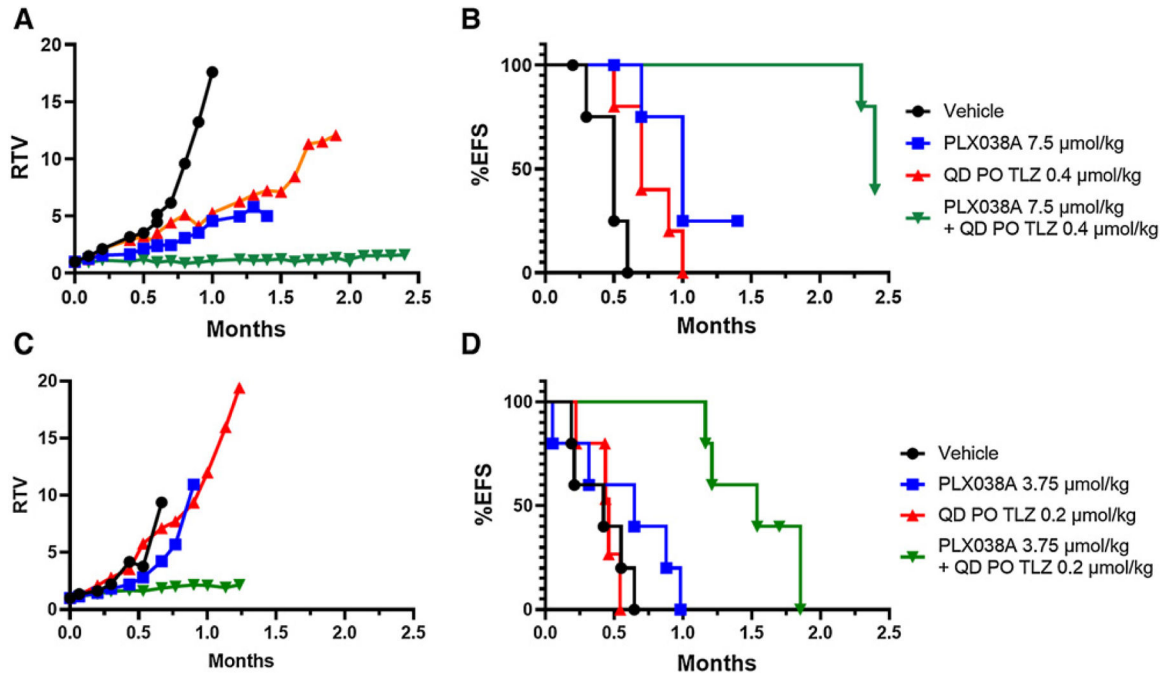 A
20
15
10
5
0
RTV
0.0 0.5 1.0 1.5 2.0 2.5
Months
B
100
50
0
%EFS
0.0 0.5 1.0 1.5 2.0 2.5
Months
Vehicle
PLX038A 7.5 µmol/kg
QD PO TLZ 0.4 µmol/kg
PLX038A 7.5 µmol/kg
+ QD PO TLZ 0.4 µmol/kg
C
20
15
10
5
0
RTV
0.0 0.5 1.0 1.5 2.0 2.5
Months
D
100
50
0
%EFS
0.0 0.5 1.0 1.5 2.0 2.5
Months
Vehicle
PLX038A 3.75 µmol/kg
QD PO TLZ 0.2 µmol/kg
PLX038A 3.75 µmol/kg
+ QD PO TLZ 0.2 µmol/kg